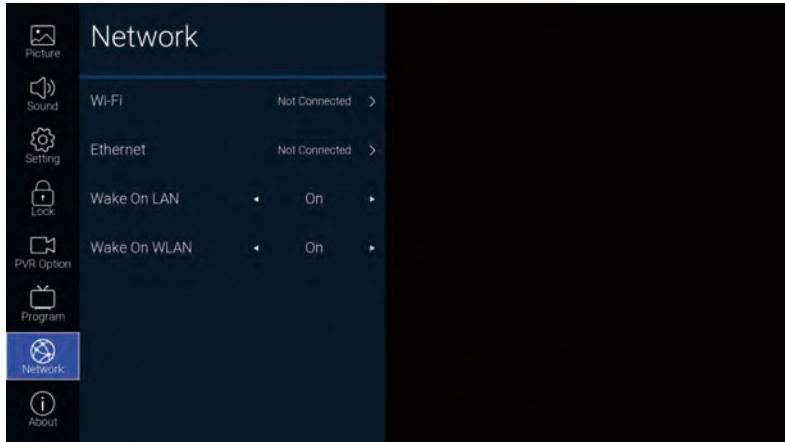 Picture
Sound
Setting
Lock
PVR Option
Program
Network
About
Network
Wi-Fi Not Connected >
Ethernet Not Connected >
Wake On LAN ◂ On ▸
Wake On WLAN ◂ On ▸